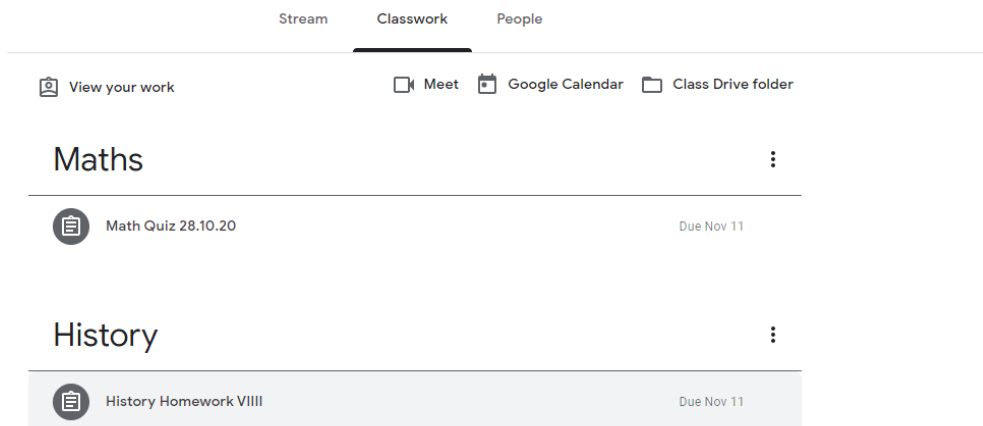 Stream Classwork People
View your work Meet Google Calendar Class Drive folder
Maths
Math Quiz 28.10.20 Due Nov 11
History
History Homework VIIII Due Nov 11